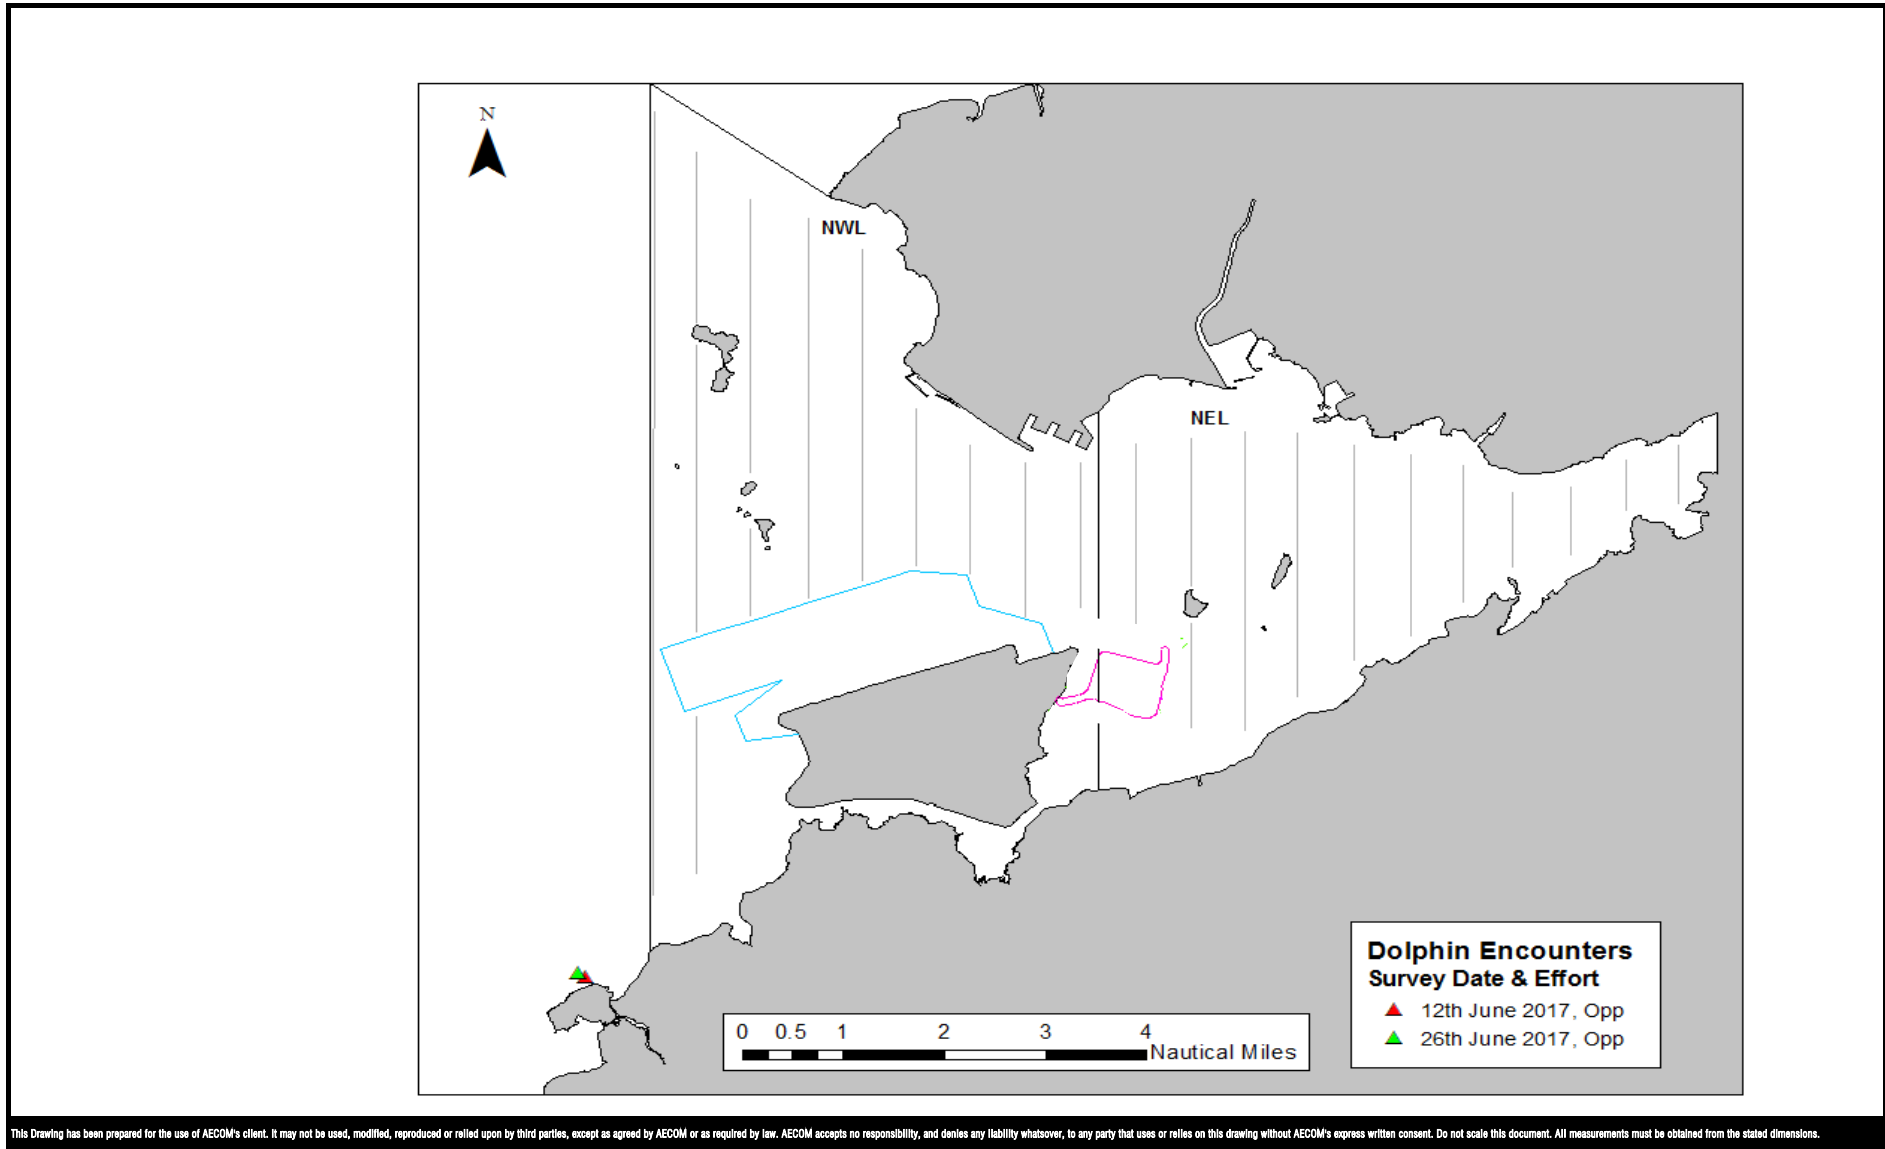 N
NWL
NEL
Dolphin Encounters
Survey Date & Effort
12th June 2017, Opp
26th June 2017, Opp
0 0.5 1 2 3 4
Nautical Miles
This Drawing has been prepared for the use of AECOM's client. It may not be used, modified, reproduced or relied upon by third parties, except as agreed by AECOM or as required by law. AECOM accepts no responsibility, and denies any liability whatsover, to any party that uses or relies on this drawing without AECOM's express written consent. Do not scale this document. All measurements must be obtained from the stated dimensions.